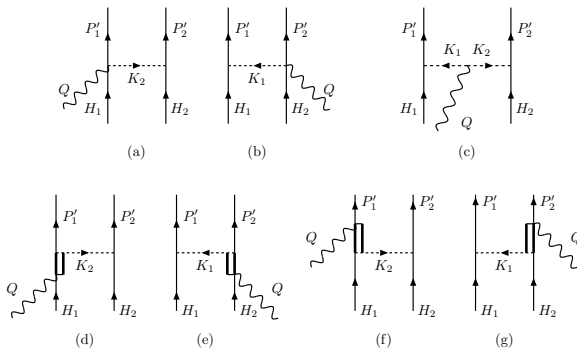 P′₁ P′₂ P′₁ P′₂ P′₁ P′₂
K₁ K₂
K₂ K₁
Q H₁ H₂ H₁ H₂ Q H₁ Q H₂
(a) (b) (c)
P′₁ P′₂ P′₁ P′₂ P′₁ P′₂ P′₁ P′₂
Q Q
K₂ K₁ K₂ K₁
Q H₁ H₂ H₁ H₂ Q H₁ H₂ H₁ H₂
(d) (e) (f) (g)